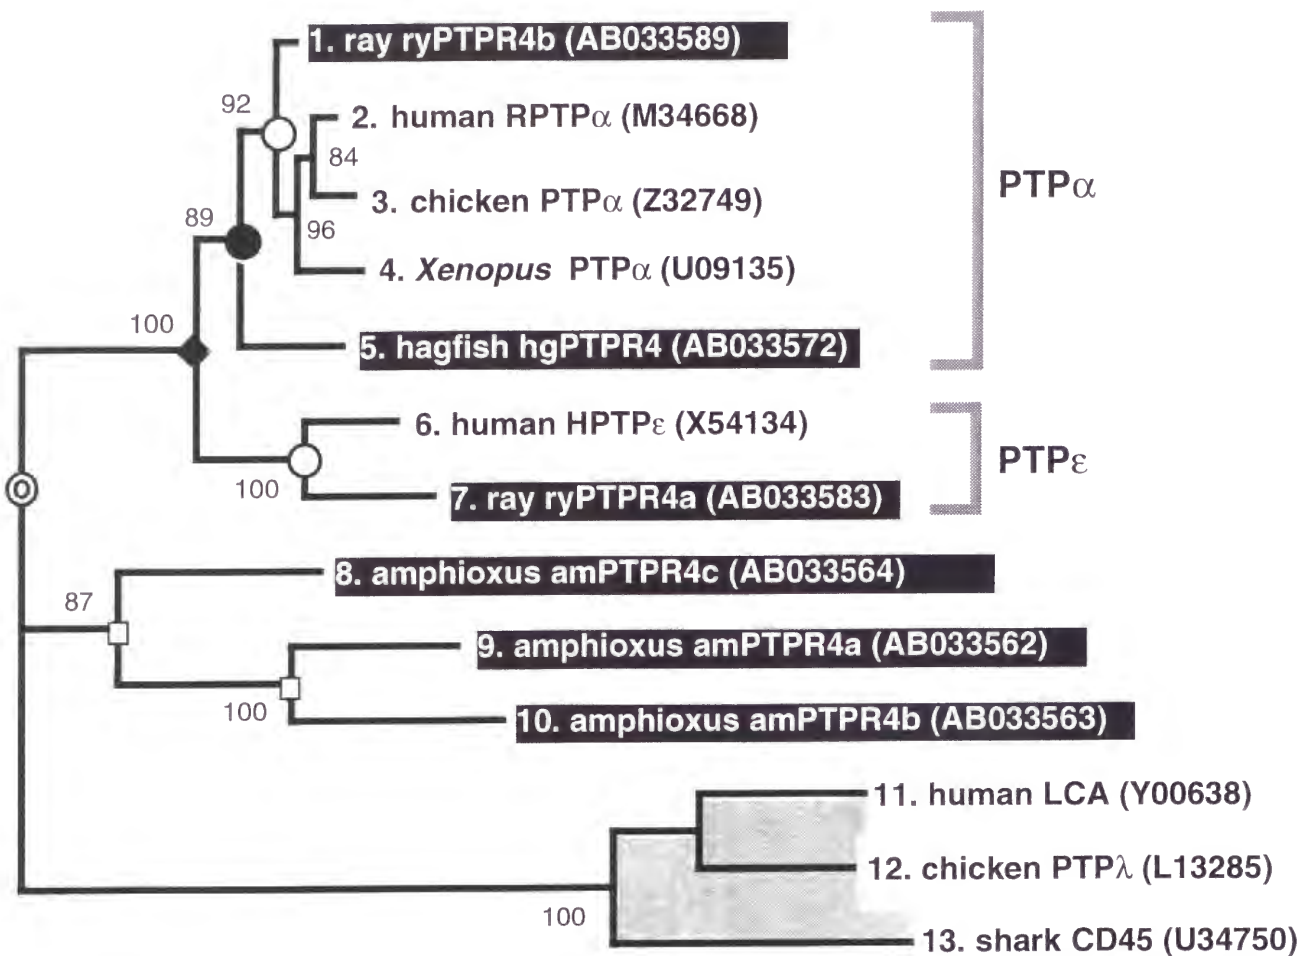 1. ray ryPTPR4b (AB033589)
92
2. human RPTPα (M34668)
84
PTPα
3. chicken PTPα (Z32749)
89
96
4. Xenopus PTPα (U09135)
100
5. hagfish hgPTPR4 (AB033572)
6. human HPTPε (X54134)
PTPε
100
7. ray ryPTPR4a (AB033583)
8. amphioxus amPTPR4c (AB033564)
87
9. amphioxus amPTPR4a (AB033562)
100
10. amphioxus amPTPR4b (AB033563)
11. human LCA (Y00638)
12. chicken PTPλ (L13285)
100
13. shark CD45 (U34750)